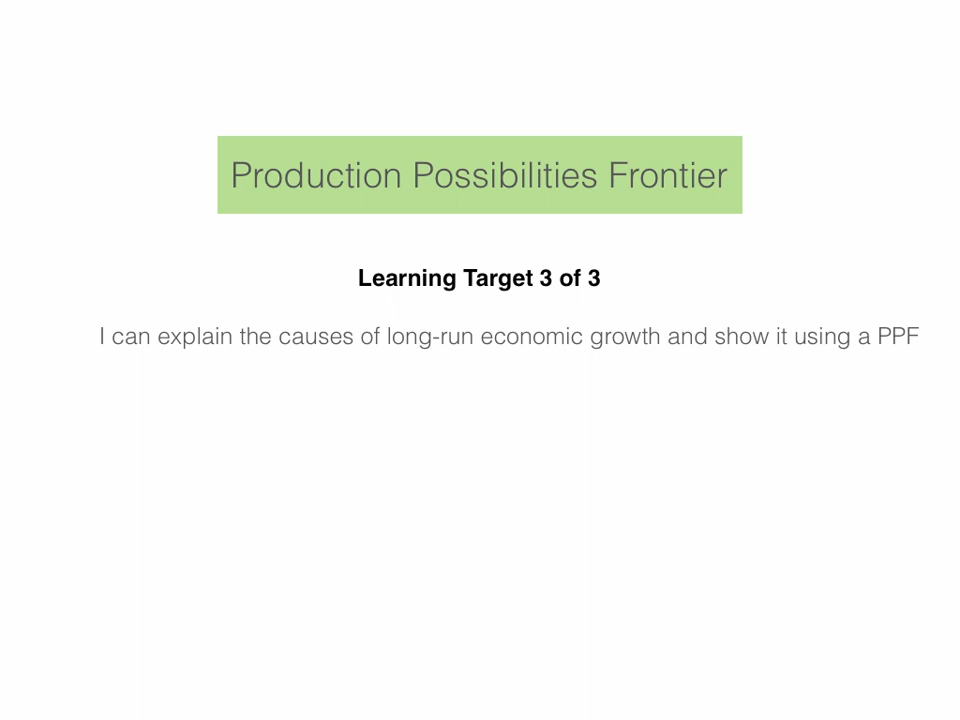 Production Possibilities Frontier
Learning Target 3 of 3
I can explain the causes of long-run economic growth and show it using a PPF